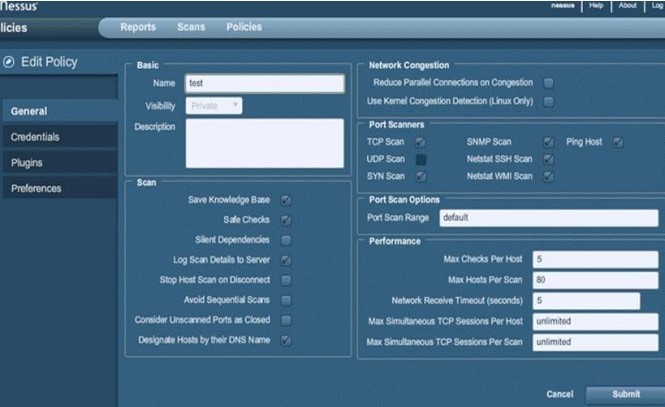 Nessus
nessus Help About Log
licies
Reports Scans Policies
Edit Policy
General
Credentials
Plugins
Preferences
Basic
Name test
Visibility Private
Description
Scan
Save Knowledge Base
Safe Checks
Silent Dependencies
Log Scan Details to Server
Stop Host Scan on Disconnect
Avoid Sequential Scans
Consider Unscanned Ports as Closed
Designate Hosts by their DNS Name
Network Congestion
Reduce Parallel Connections on Congestion
Use Kernel Congestion Detection (Linux Only)
Port Scanners
TCP Scan SNMP Scan Ping Host
UDP Scan Netstat SSH Scan
SYN Scan Netstat WMI Scan
Port Scan Options
Port Scan Range default
Performance
Max Checks Per Host 5
Max Hosts Per Scan 80
Network Receive Timeout (seconds) 5
Max Simultaneous TCP Sessions Per Host unlimited
Max Simultaneous TCP Sessions Per Scan unlimited
Cancel Submit